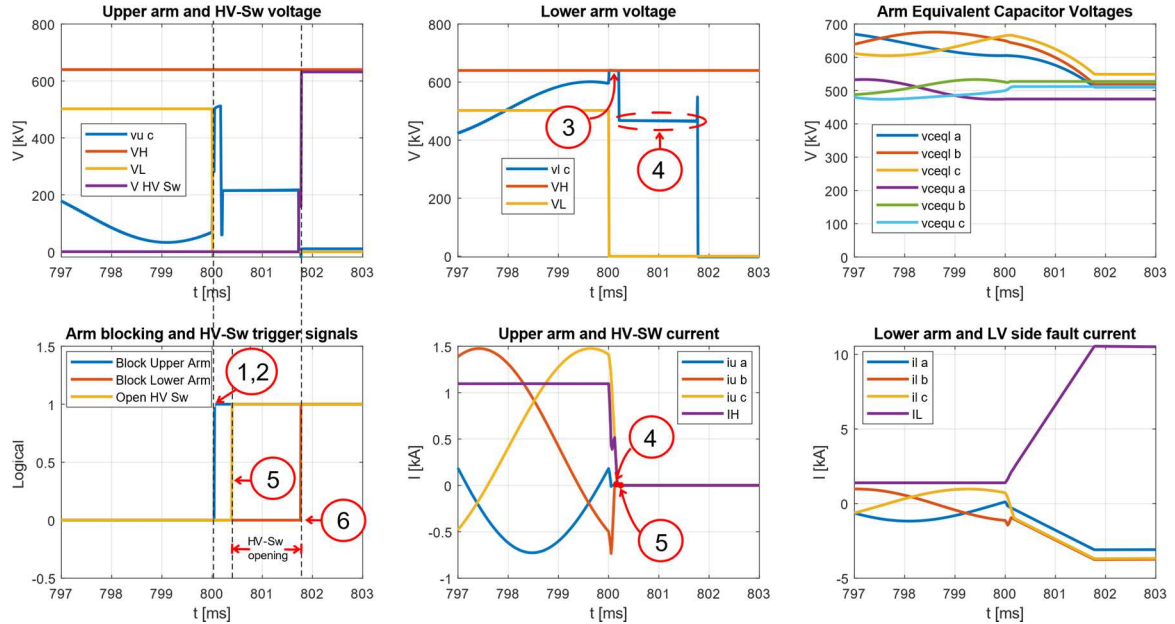 Upper arm and HV-Sw voltage
800
600
400
200
0
V [kV]
vu c
VH
VL
V HV Sw
797 798 799 800 801 802 803
t [ms]
Lower arm voltage
800
600
400
200
0
V [kV]
3
4
vl c
VH
VL
797 798 799 800 801 802 803
t [ms]
Arm Equivalent Capacitor Voltages
700
600
500
400
300
200
100
0
V [kV]
vceql a
vceql b
vceql c
vcequ a
vcequ b
vcequ c
797 798 799 800 801 802 803
t [ms]
Arm blocking and HV-Sw trigger signals
1.5
1
0.5
0
-0.5
Logical
Block Upper Arm
Block Lower Arm
Open HV Sw
1,2
5
6
HV-Sw
opening
797 798 799 800 801 802 803
t [ms]
Upper arm and HV-SW current
1.5
1
0.5
0
-0.5
-1
I [kA]
iu a
iu b
iu c
IH
4
5
797 798 799 800 801 802 803
t [ms]
Lower arm and LV side fault current
10
5
0
-5
I [kA]
il a
il b
il c
IL
797 798 799 800 801 802 803
t [ms]